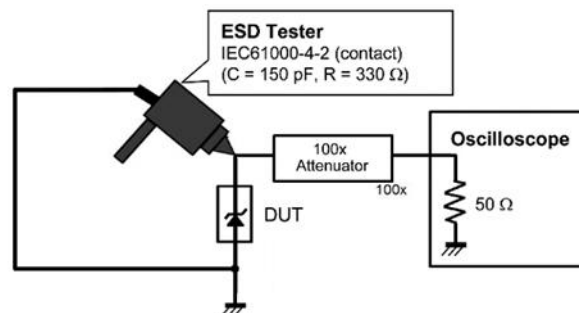 ESD Tester
IEC61000-4-2 (contact)
(C = 150 pF, R = 330 Ω)
100x
Attenuator
100x
Oscilloscope
50 Ω
DUT